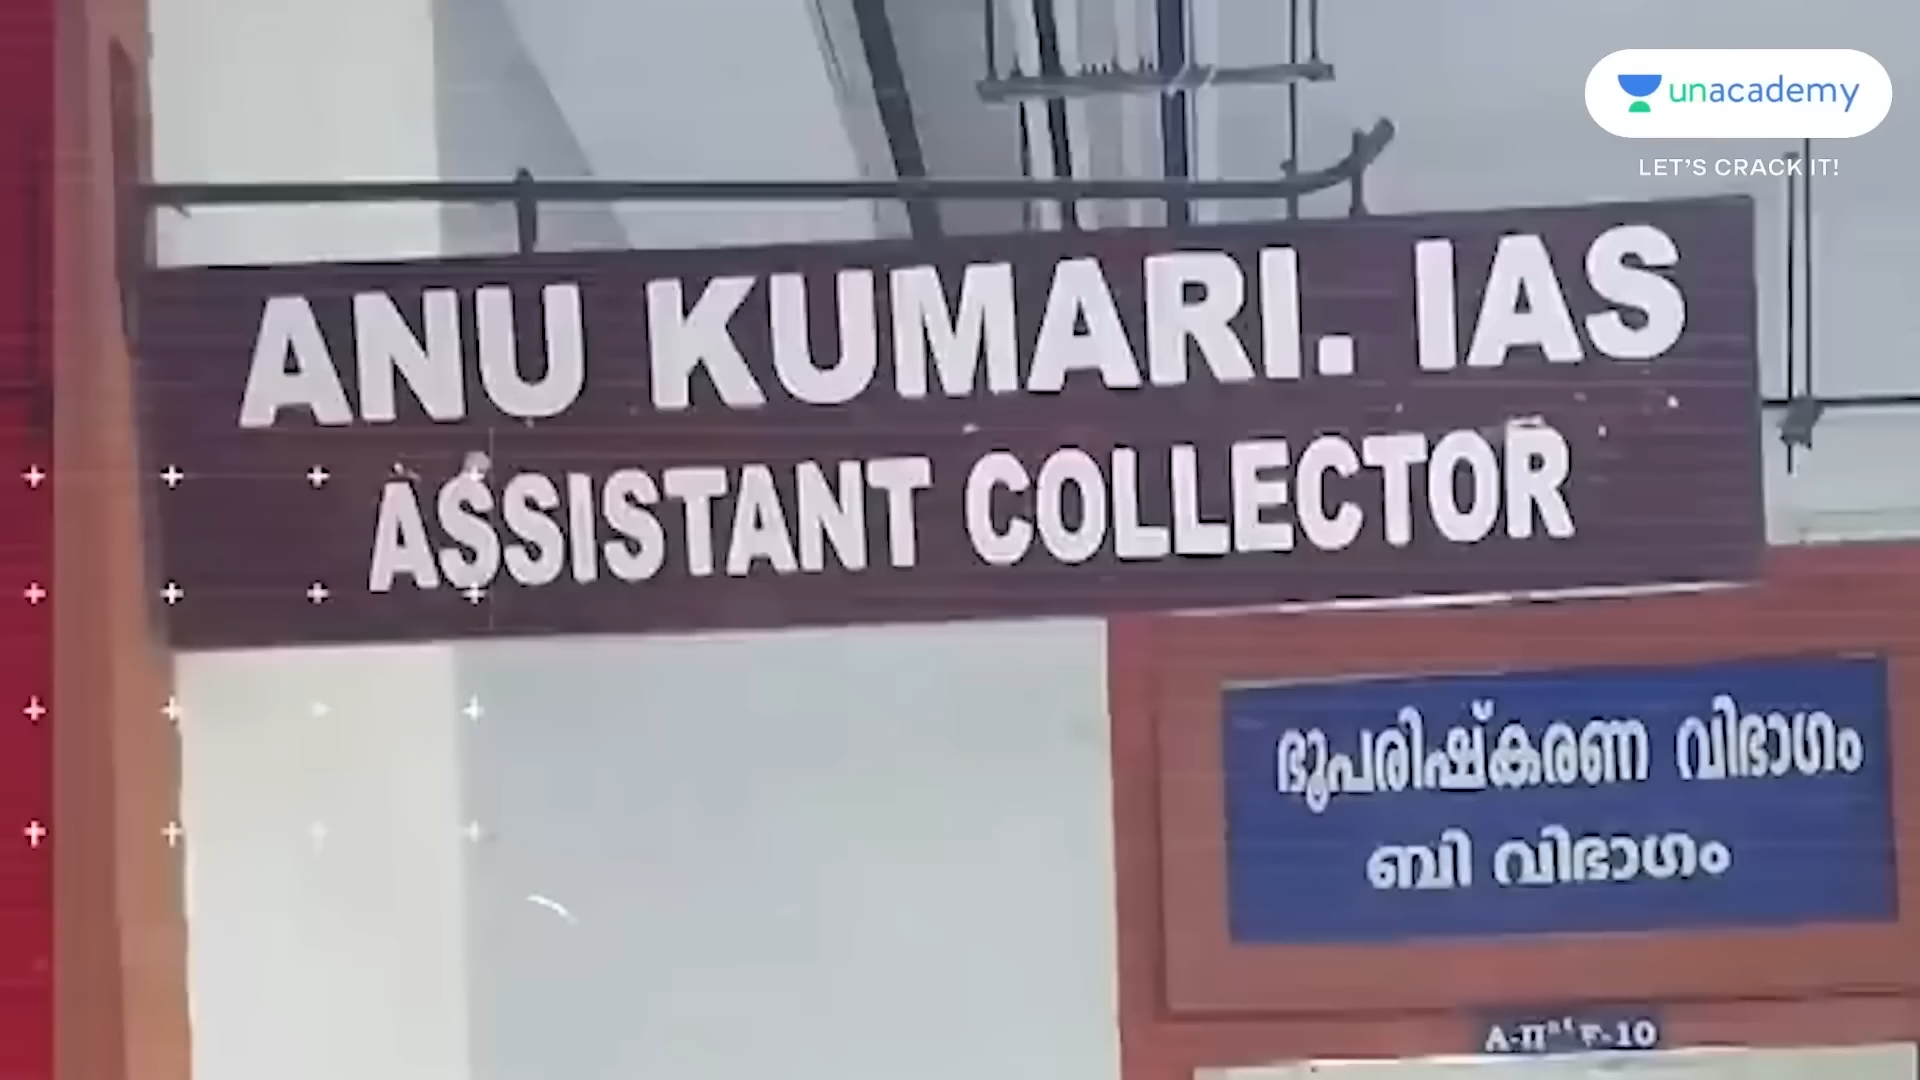 unacademy
LET'S CRACK IT!
ANU KUMARI. IAS
ASSISTANT COLLECTOR
ഭൂപരിഷ്കരണ വിഭാഗം
ബി വിഭാഗം